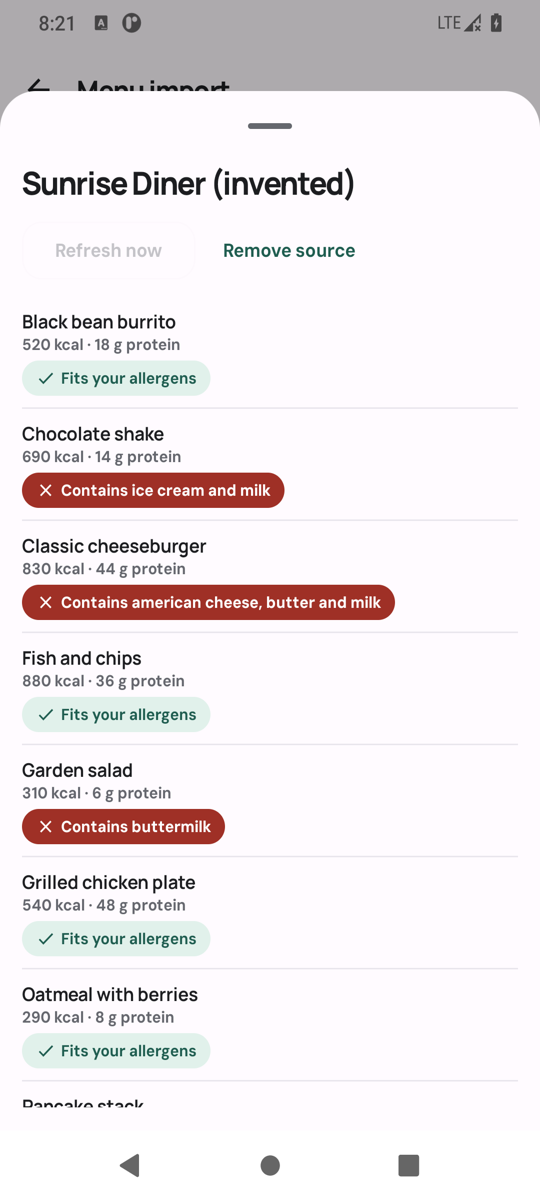 8:21
LTE
Menu import
Sunrise Diner (invented)
Refresh now
Remove source
Black bean burrito
520 kcal · 18 g protein
Fits your allergens
Chocolate shake
690 kcal · 14 g protein
Contains ice cream and milk
Classic cheeseburger
830 kcal · 44 g protein
Contains american cheese, butter and milk
Fish and chips
880 kcal · 36 g protein
Fits your allergens
Garden salad
310 kcal · 6 g protein
Contains buttermilk
Grilled chicken plate
540 kcal · 48 g protein
Fits your allergens
Oatmeal with berries
290 kcal · 8 g protein
Fits your allergens
Pancake stack